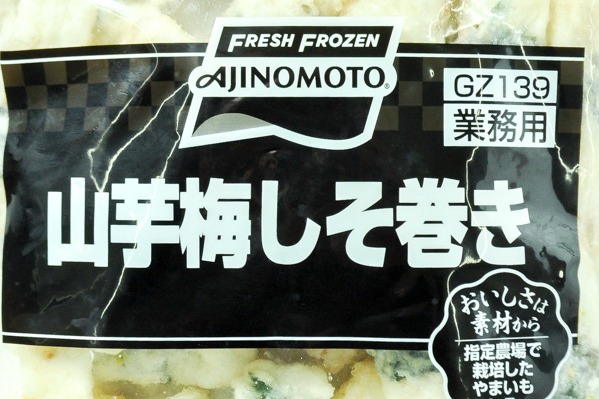 FRESH FROZEN
AJINOMOTO®
GZ139
業務用
山芋梅しそ巻き
おいしさは
素材から
指定農場で
栽培した
やまいも